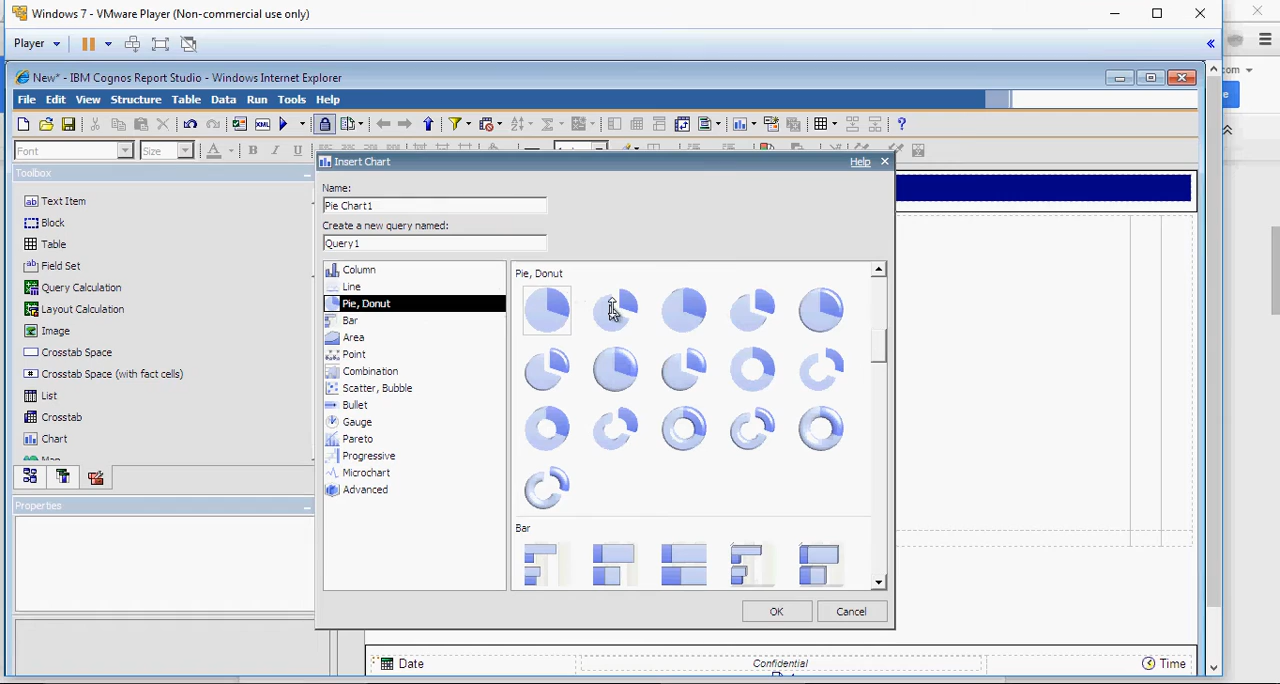 Windows 7 - VMware Player (Non-commercial use only)
Player
.com
New* - IBM Cognos Report Studio - Windows Internet Explorer
File Edit View Structure Table Data Run Tools Help
Font Size
Toolbox
Insert Chart Help
Name:
Pie Chart1
Create a new query named:
Query1
Text Item
Block
Table
Field Set
Query Calculation
Layout Calculation
Image
Crosstab Space
Crosstab Space (with fact cells)
List
Crosstab
Chart
Column
Line
Pie, Donut
Bar
Area
Point
Combination
Scatter, Bubble
Bullet
Gauge
Pareto
Progressive
Microchart
Advanced
Pie, Donut
Bar
Properties
OK Cancel
Date Confidential Time